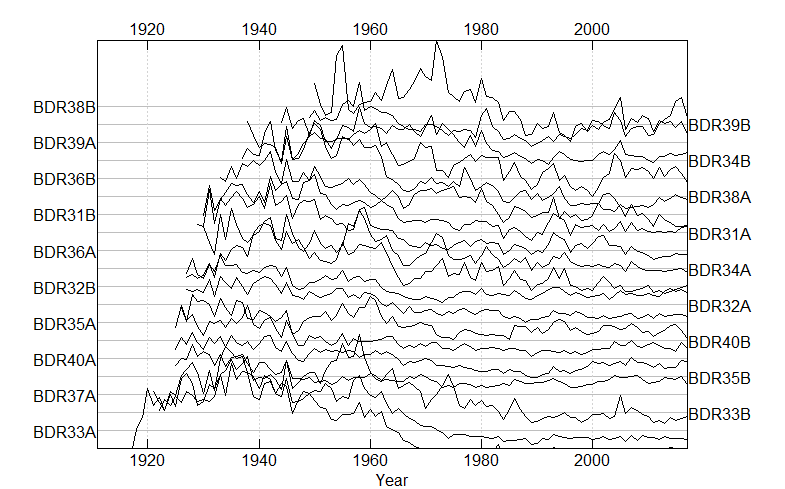 1920 1940 1960 1980 2000
BDR38B
BDR39B
BDR39A
BDR34B
BDR36B
BDR38A
BDR31B
BDR31A
BDR36A
BDR34A
BDR32B
BDR32A
BDR35A
BDR40B
BDR40A
BDR35B
BDR37A
BDR33B
BDR33A
1920 1940 1960 1980 2000
Year